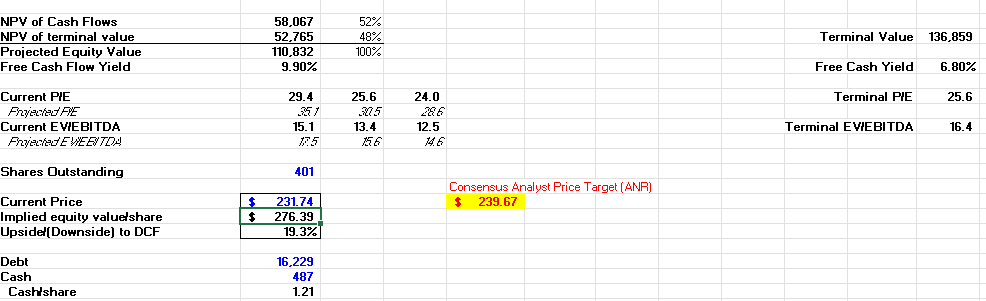 NPV of Cash Flows 58,067 52%
NPV of terminal value 52,765 48% Terminal Value 136,859
Projected Equity Value 110,832 100%
Free Cash Flow Yield 9.90% Free Cash Yield 6.80%
Current P/E 29.4 25.6 24.0 Terminal P/E 25.6
Projected P/E 35.1 30.5 28.6
Current EV/EBITDA 15.1 13.4 12.5 Terminal EV/EBITDA 16.4
Projected EV/EBITDA 17.5 15.6 14.6
Shares Outstanding 401
Consensus Analyst Price Target (ANR)
Current Price $ 231.74 $ 239.67
Implied equity value/share $ 276.39
Upside/(Downside) to DCF 19.3%
Debt 16,229
Cash 487
Cash/share 1.21